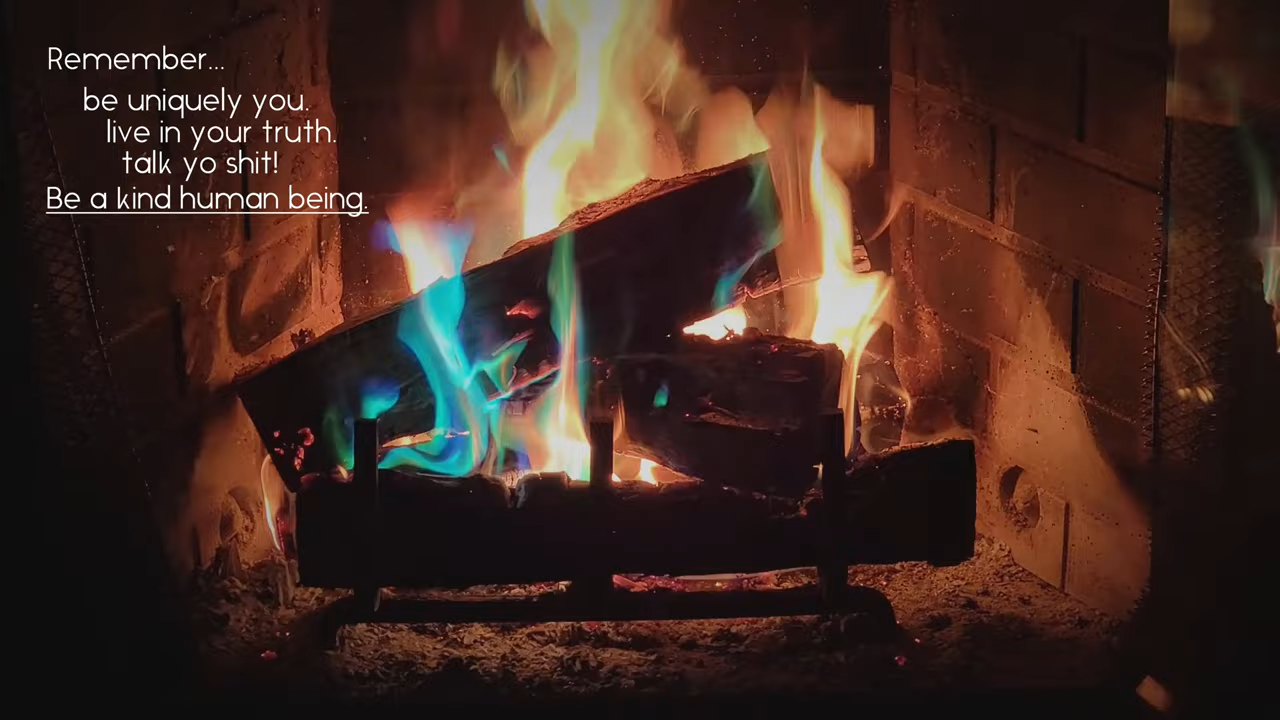 Remember...
be uniquely you.
live in your truth.
talk yo shit!
Be a kind human being.